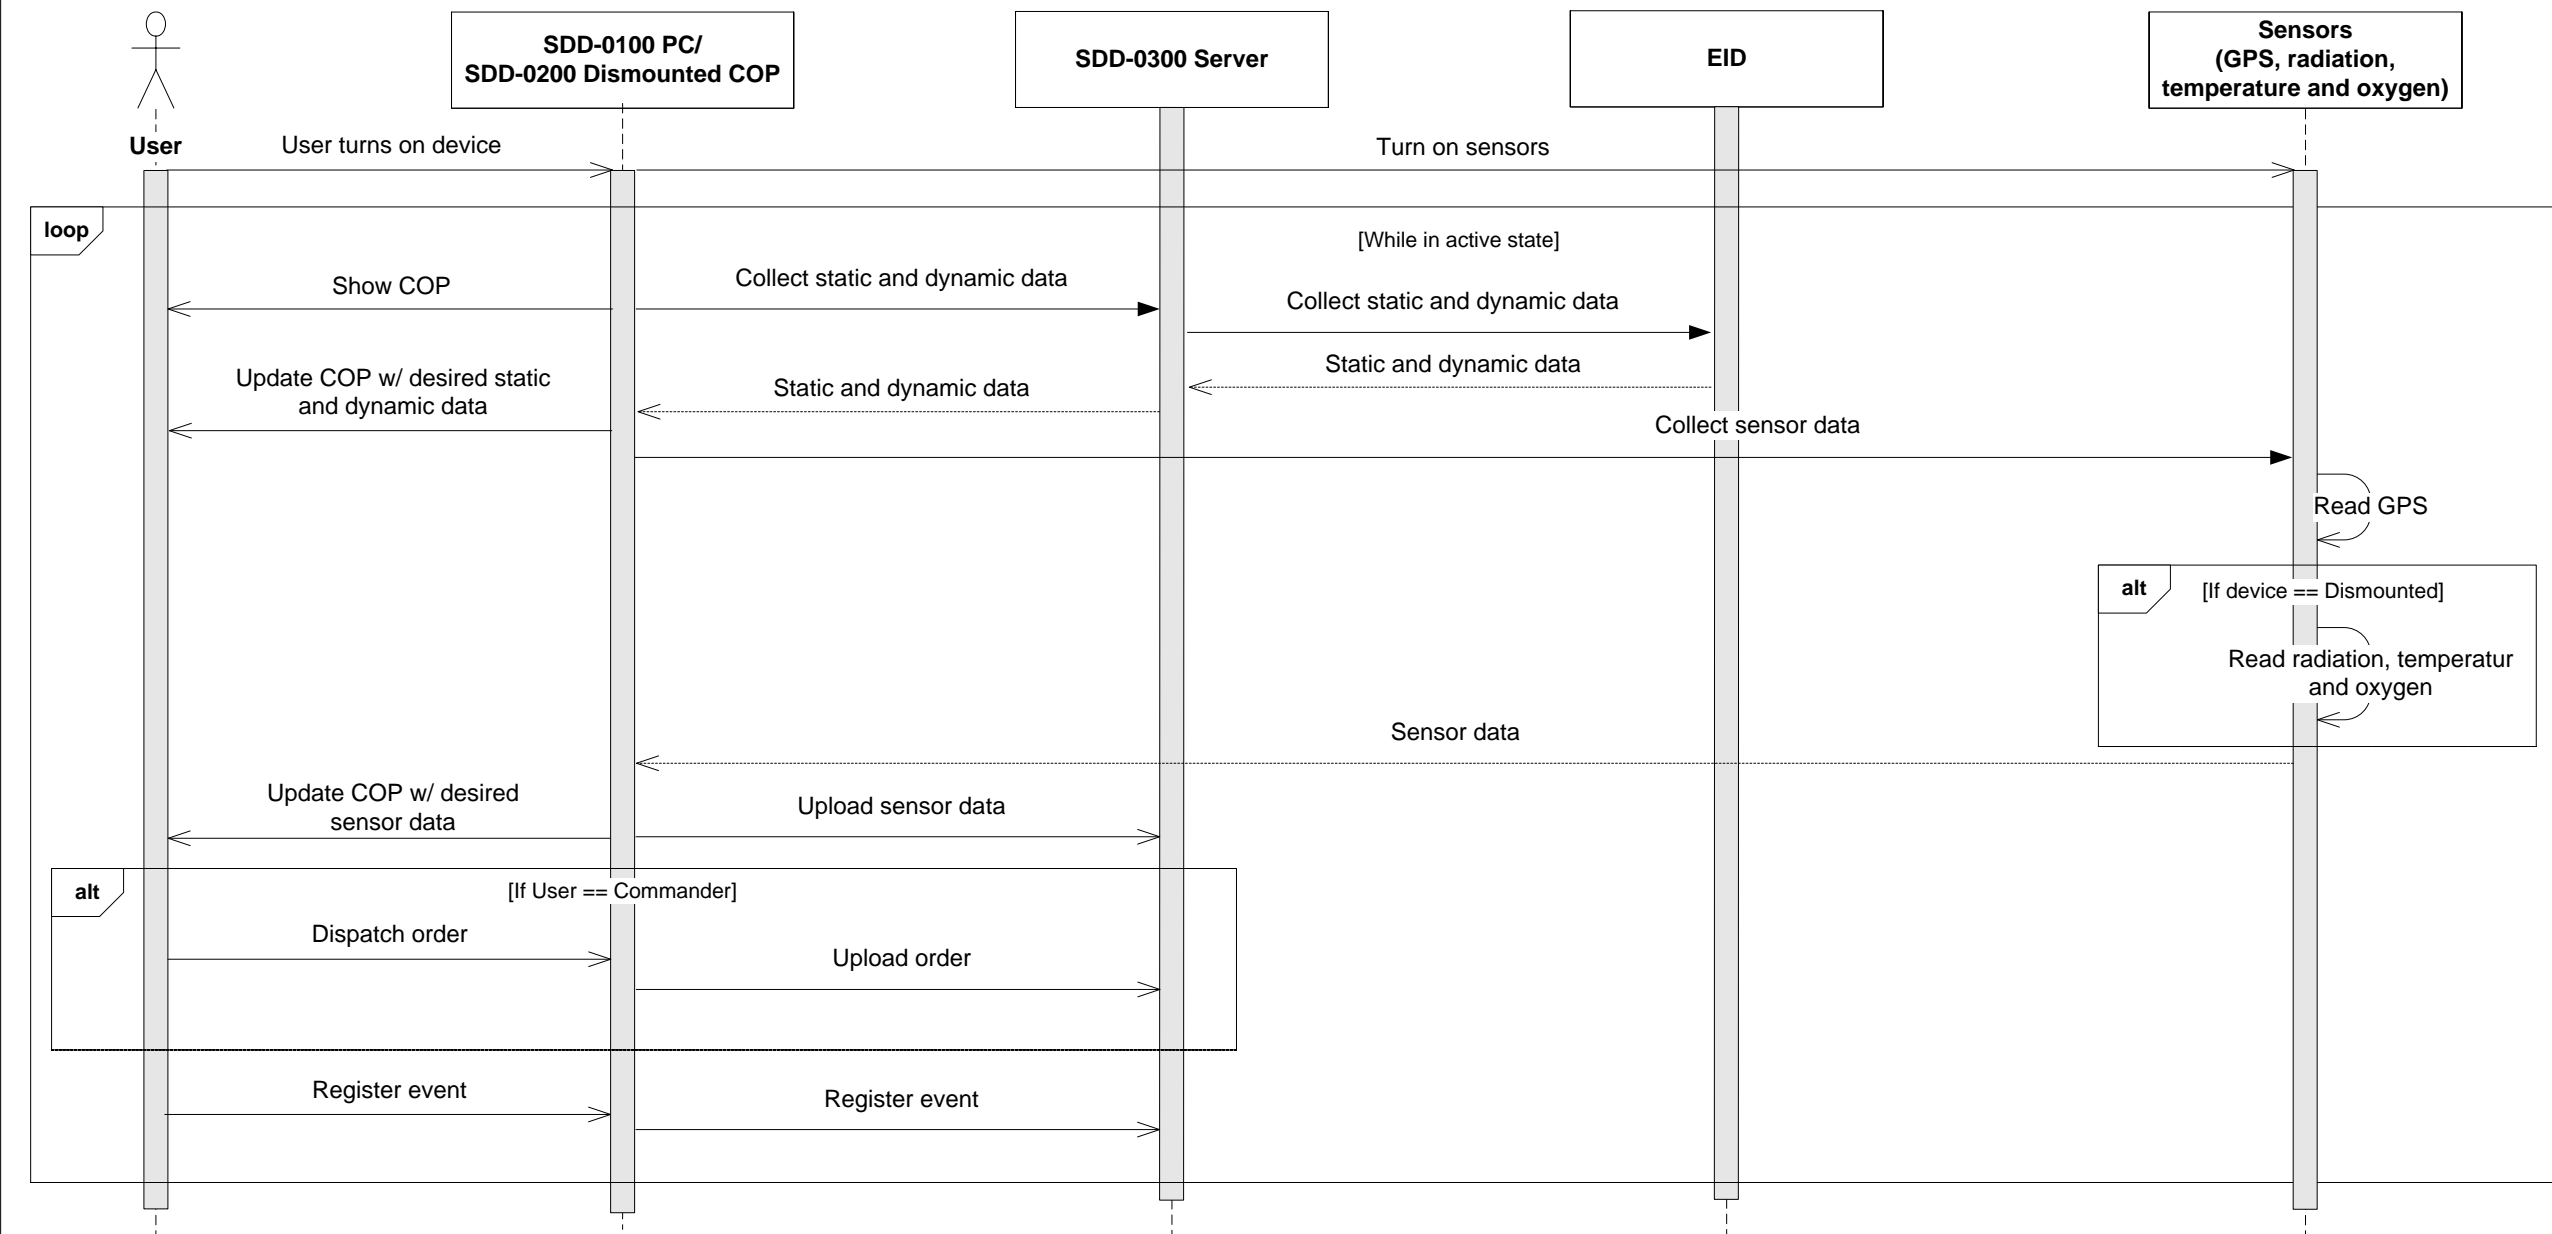 SDD-0100 PC/
SDD-0200 Dismounted COP
SDD-0300 Server
EID
Sensors
(GPS, radiation,
temperature and oxygen)
User
User turns on device
Turn on sensors
loop
[While in active state]
Show COP
Collect static and dynamic data
Collect static and dynamic data
Static and dynamic data
Static and dynamic data
Update COP w/ desired static
and dynamic data
Collect sensor data
Read GPS
alt
[If device == Dismounted]
Read radiation, temperatur
and oxygen
Sensor data
Update COP w/ desired
sensor data
Upload sensor data
alt
[If User == Commander]
Dispatch order
Upload order
Register event
Register event